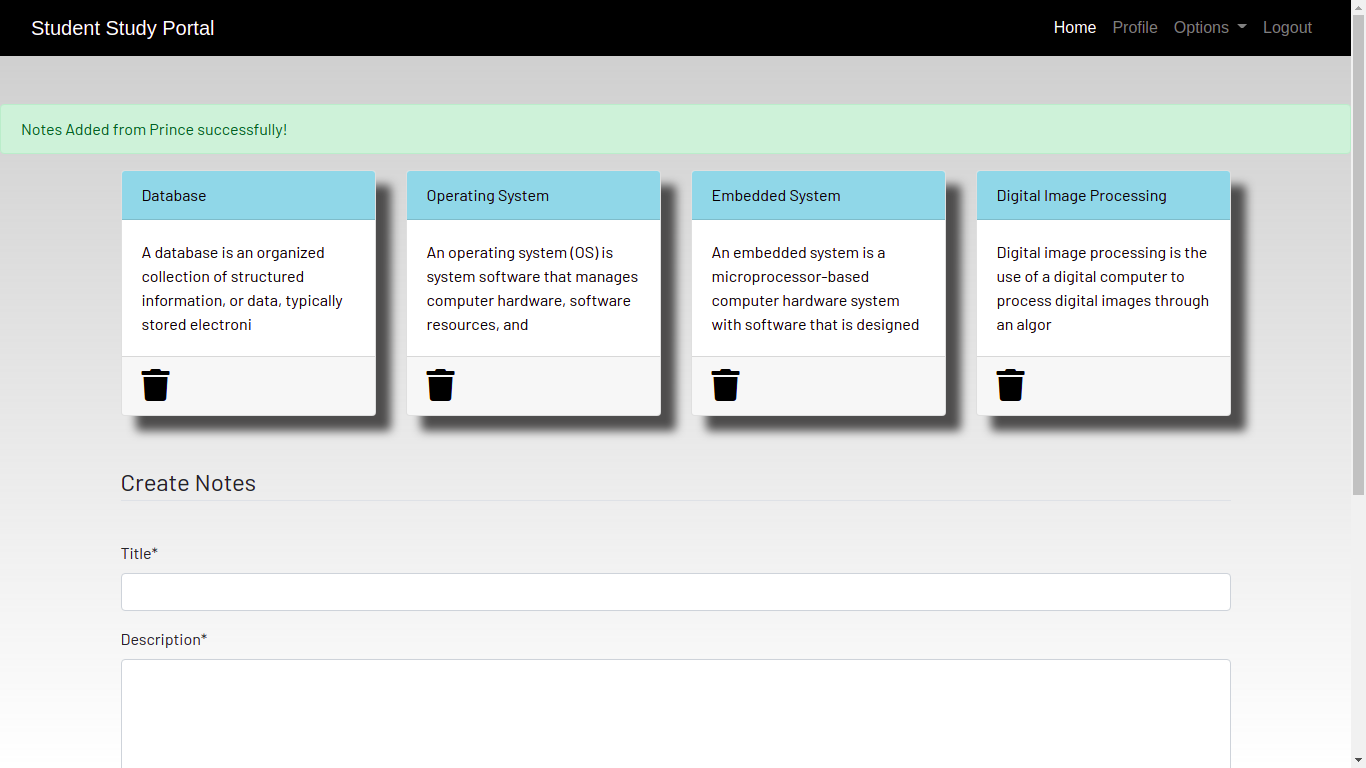 Student Study Portal
Home Profile Options Logout
Notes Added from Prince successfully!
Database
A database is an organized
collection of structured
information, or data, typically
stored electroni
Operating System
An operating system (OS) is
system software that manages
computer hardware, software
resources, and
Embedded System
An embedded system is a
microprocessor-based
computer hardware system
with software that is designed
Digital Image Processing
Digital image processing is the
use of a digital computer to
process digital images through
an algor
Create Notes
Title*
Description*